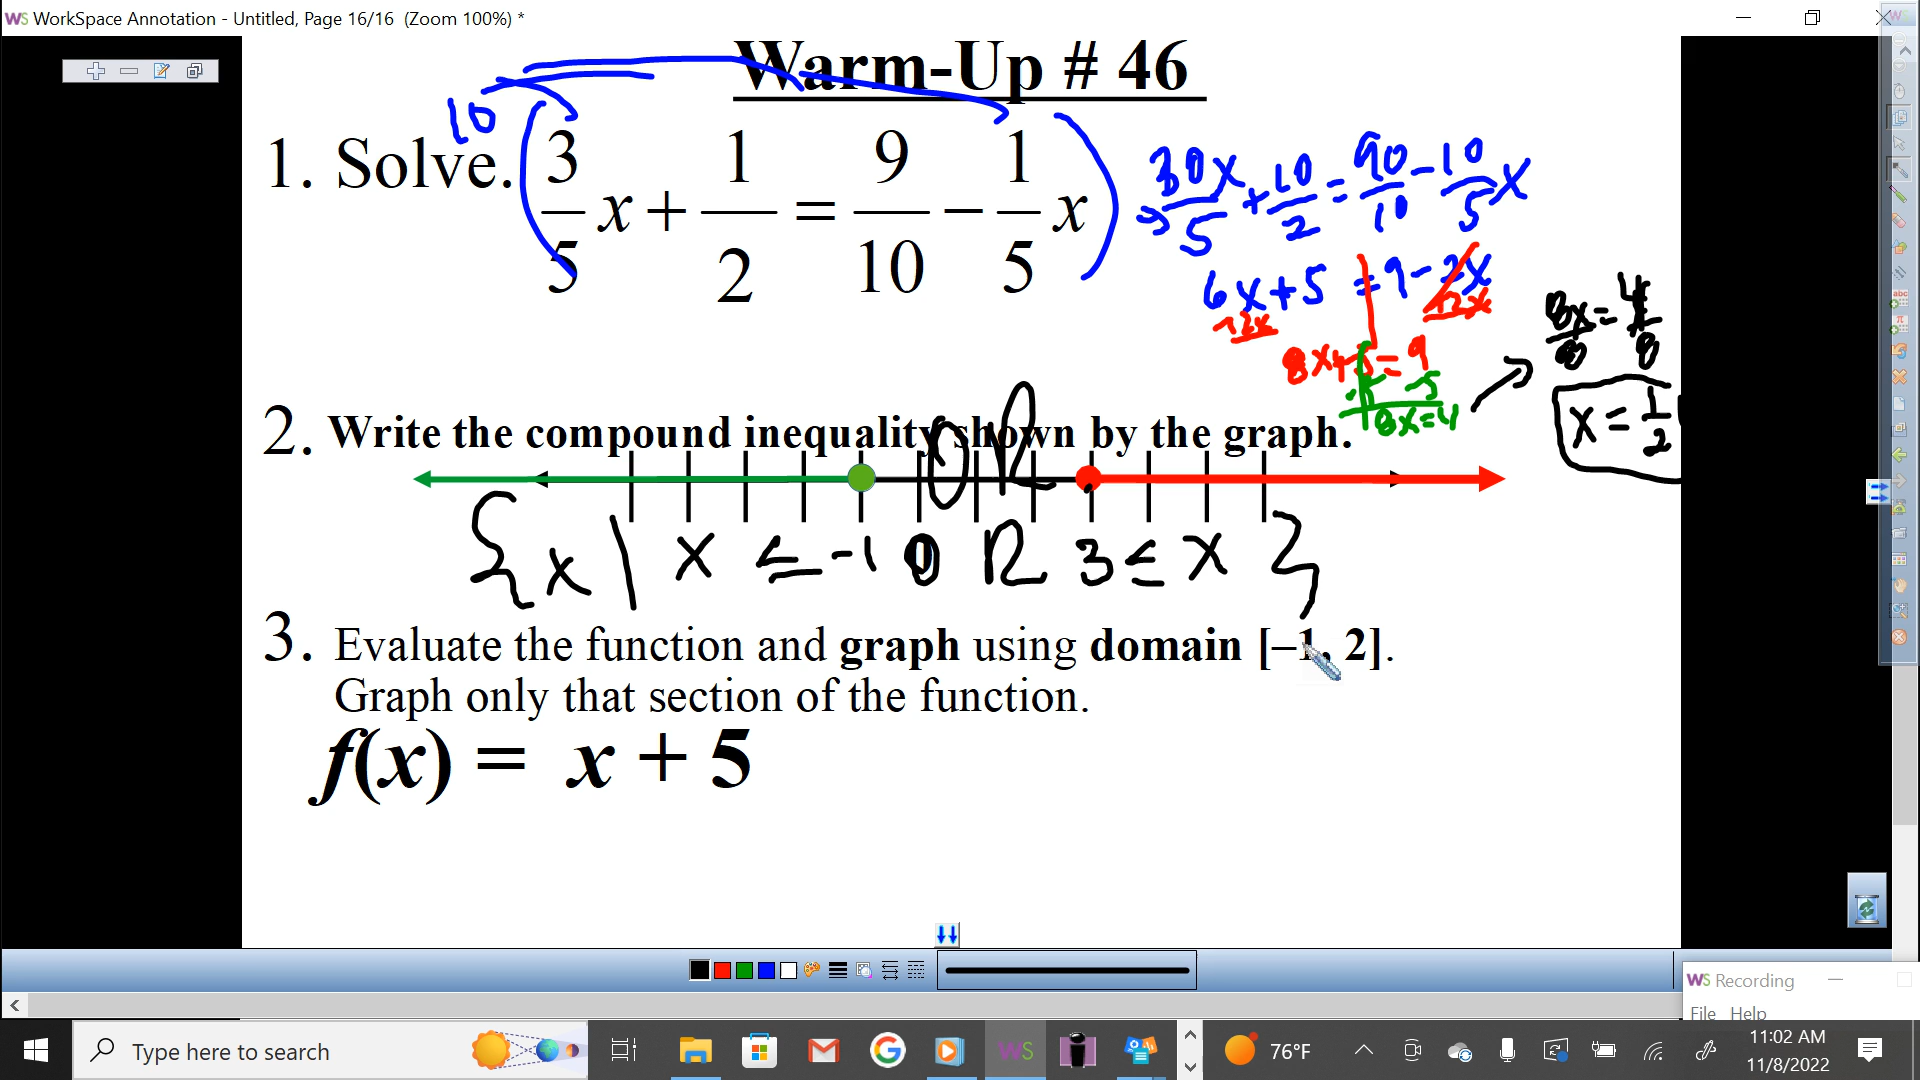 WS WorkSpace Annotation - Untitled, Page 16/16 (Zoom 100%) *
Warm-Up # 46
1. Solve. 10 ( 3/5 x + 1/2 = 9/10 − 1/5 x )
→ 30x/5 + 10/2 = 90/10 − 10/5 x
6x + 5 = 9 − 2x
+2x +2x
8x + 5 = 9
-5 -5
8x = 4
8x/8 = 4/8
x = 1/2
2. Write the compound inequality shown by the graph.
OR
{ x | x ≤ -1 OR 3 ≤ x }
3. Evaluate the function and graph using domain [−1, 2].
Graph only that section of the function.
f(x) = x + 5
WS Recording
File Help
Type here to search
WS
76°F
11:02 AM
11/8/2022